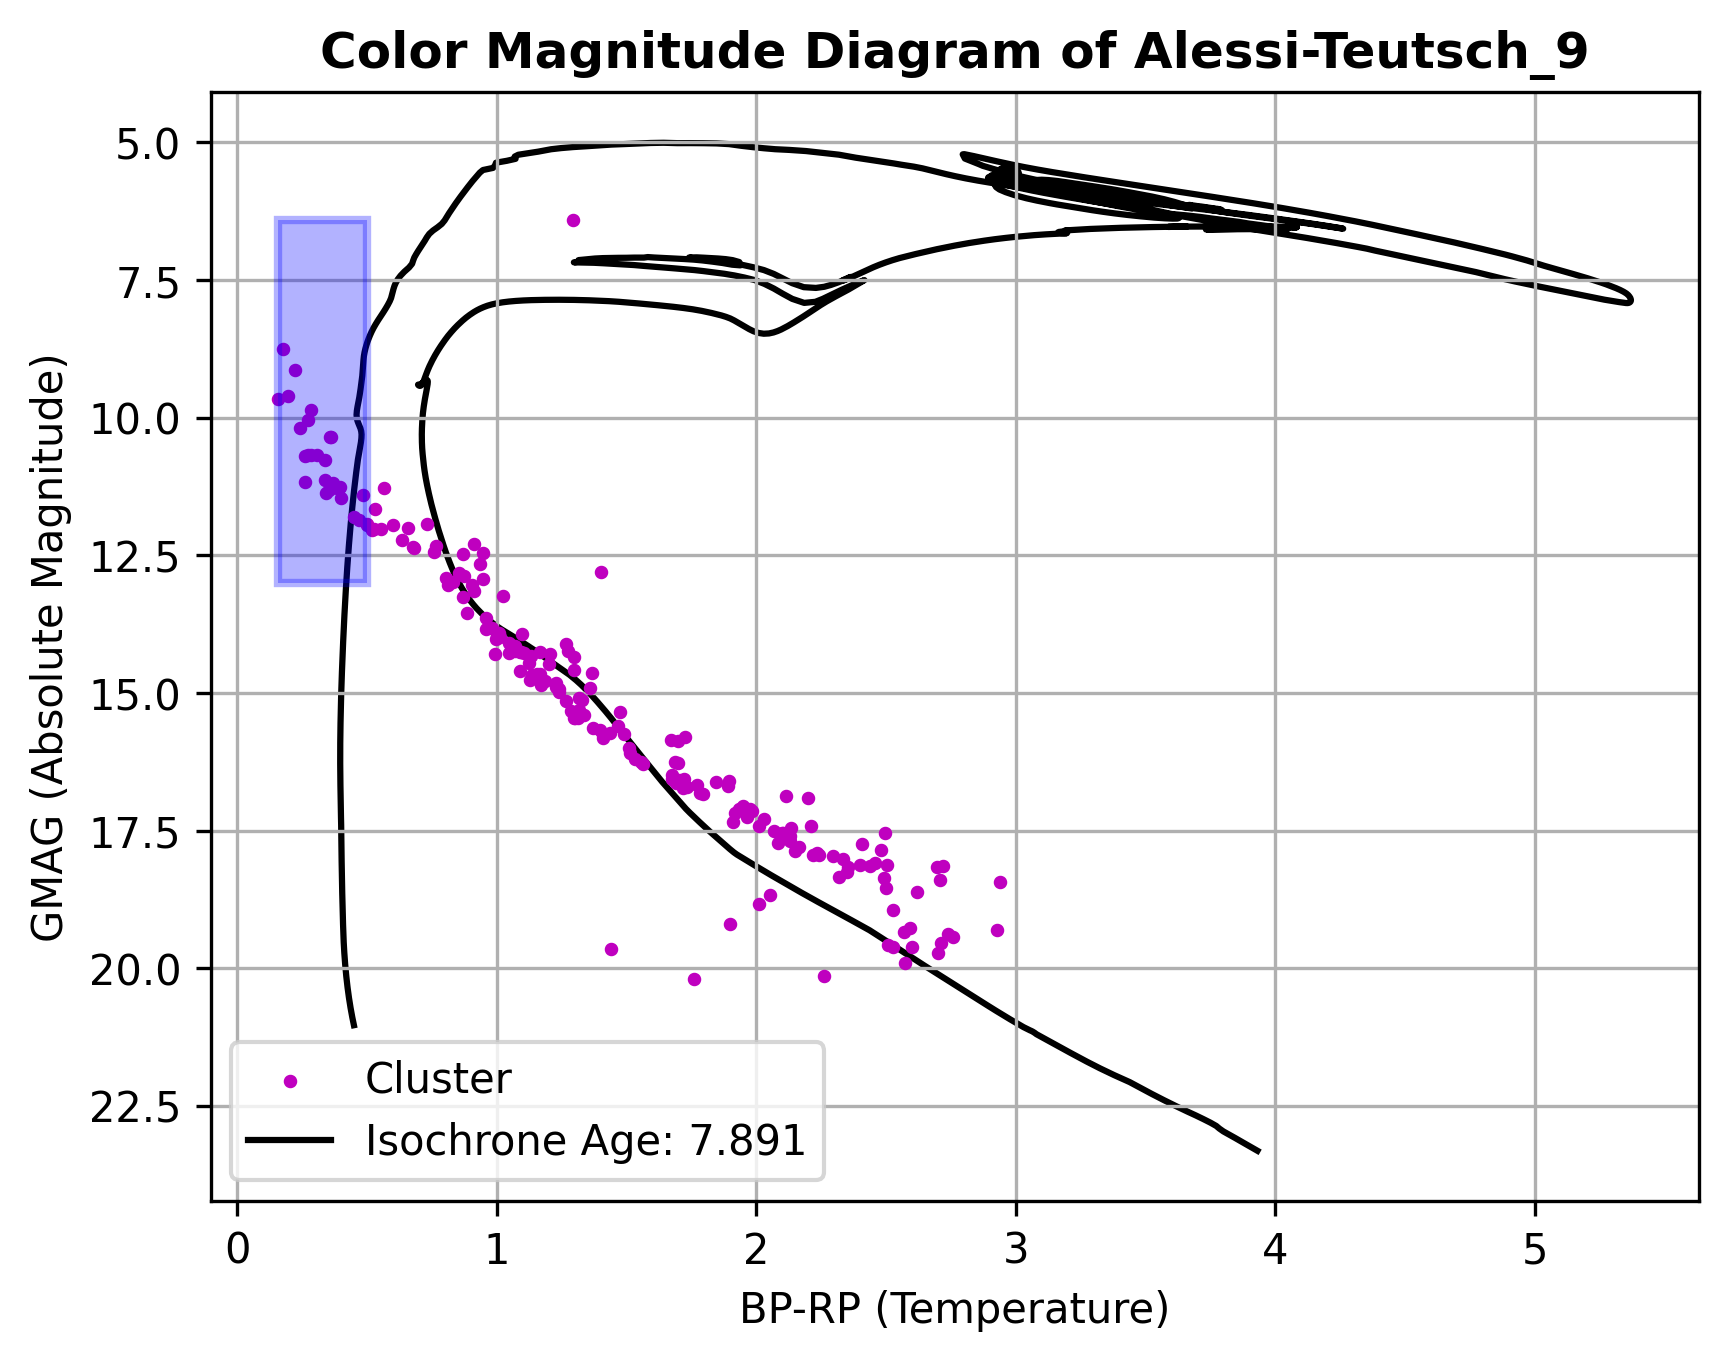 Color Magnitude Diagram of Alessi-Teutsch_9
GMAG (Absolute Magnitude)
5.0
7.5
10.0
12.5
15.0
17.5
20.0
22.5
Cluster
Isochrone Age: 7.891
0 1 2 3 4 5
BP-RP (Temperature)